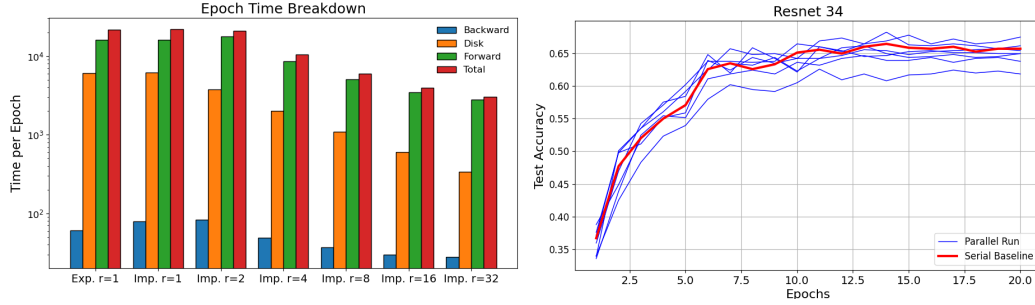 Epoch Time Breakdown
Time per Epoch
10^4
10^3
10^2
Backward
Disk
Forward
Total
Exp. r=1 Imp. r=1 Imp. r=2 Imp. r=4 Imp. r=8 Imp. r=16 Imp. r=32
Resnet 34
Test Accuracy
0.65
0.60
0.55
0.50
0.45
0.40
0.35
Parallel Run
Serial Baseline
2.5 5.0 7.5 10.0 12.5 15.0 17.5 20.0
Epochs